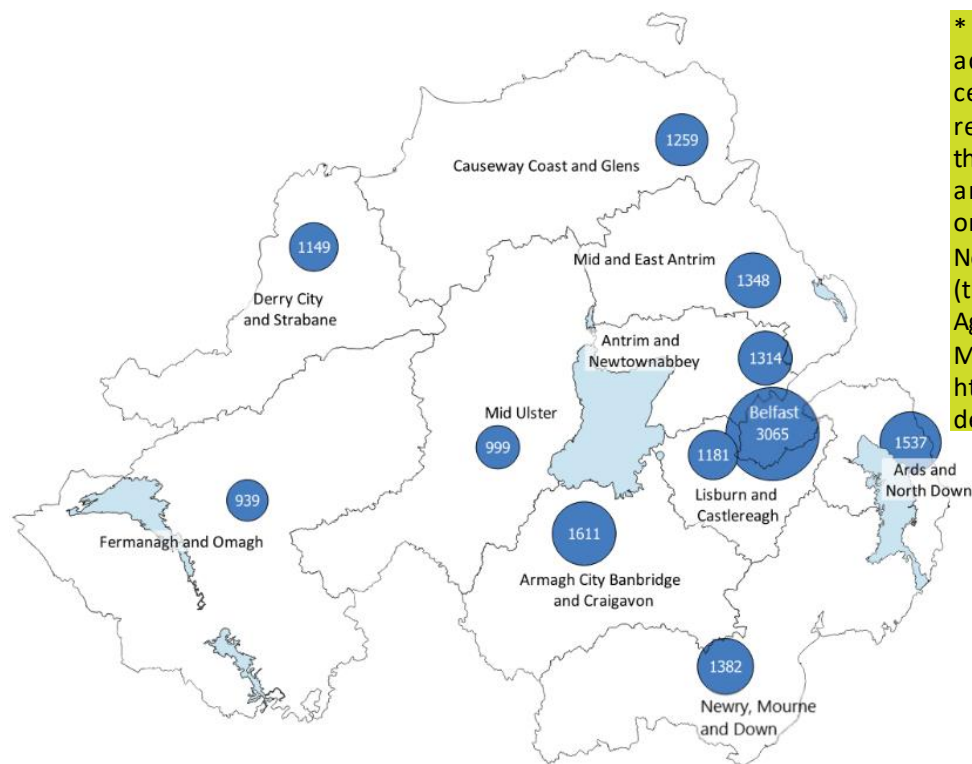 1259
Causeway Coast and Glens
1149
Derry City
and Strabane
Mid and East Antrim
1348
Antrim and
Newtownabbey
1314
Mid Ulster
999
Belfast
3065
1181
Lisburn and
Castlereagh
1537
Ards and
North Down
939
Fermanagh and Omagh
1611
Armagh City Banbridge
and Craigavon
1382
Newry, Mourne
and Down
*